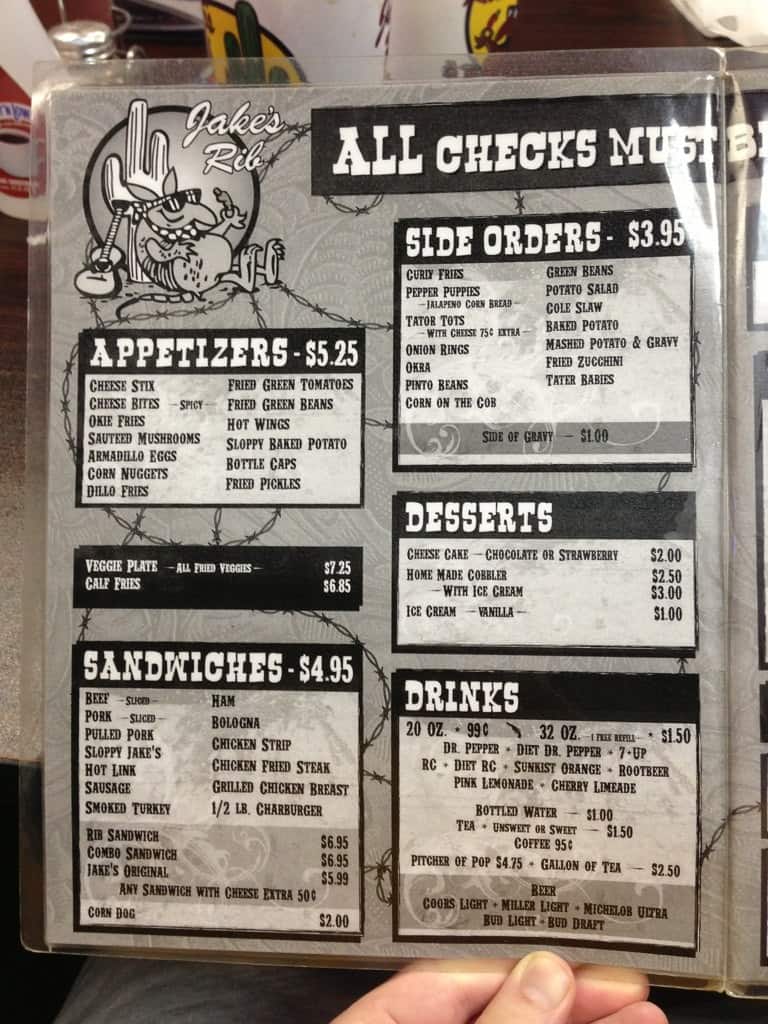 Jake's
Rib
ALL CHECKS MUST
APPETIZERS - $5.25
CHEESE STIX
CHEESE BITES - SPICY -
OKIE FRIES
SAUTEED MUSHROOMS
ARMADILLO EGGS
CORN NUGGETS
DILLO FRIES
FRIED GREEN TOMATOES
FRIED GREEN BEANS
HOT WINGS
SLOPPY BAKED POTATO
BOTTLE CAPS
FRIED PICKLES
VEGGIE PLATE - ALL FRIED VEGGIES - $7.25
CALF FRIES $6.85
SANDWICHES - $4.95
BEEF - SLICED -
PORK - SLICED -
PULLED PORK
SLOPPY JAKE'S
HOT LINK
SAUSAGE
SMOKED TURKEY
HAM
BOLOGNA
CHICKEN STRIP
CHICKEN FRIED STEAK
GRILLED CHICKEN BREAST
1/2 LB. CHARBURGER
RIB SANDWICH $6.95
COMBO SANDWICH $6.95
JAKE'S ORIGINAL $5.99
ANY SANDWICH WITH CHEESE EXTRA 50¢
CORN DOG $2.00
SIDE ORDERS - $3.95
CURLY FRIES
PEPPER PUPPIES
- JALAPENO CORN BREAD -
TATOR TOTS
- WITH CHEESE 75¢ EXTRA -
ONION RINGS
OKRA
PINTO BEANS
CORN ON THE COB
GREEN BEANS
POTATO SALAD
COLE SLAW
BAKED POTATO
MASHED POTATO & GRAVY
FRIED ZUCCHINI
TATER BABIES
SIDE OF GRAVY - $1.00
DESSERTS
CHEESE CAKE - CHOCOLATE OR STRAWBERRY $2.00
HOME MADE COBBLER $2.50
- WITH ICE CREAM $3.00
ICE CREAM - VANILLA - $1.00
DRINKS
20 OZ. • 99¢ 32 OZ. - 1 FREE REFILL - • $1.50
DR. PEPPER • DIET DR. PEPPER • 7-UP
RC • DIET RC • SUNKIST ORANGE • ROOTBEER
PINK LEMONADE • CHERRY LIMEADE
BOTTLED WATER - $1.00
TEA • UNSWEET OR SWEET - $1.50
COFFEE 95¢
PITCHER OF POP $4.75 • GALLON OF TEA - $2.50
BEER
COORS LIGHT • MILLER LIGHT • MICHELOB ULTRA
BUD LIGHT • BUD DRAFT